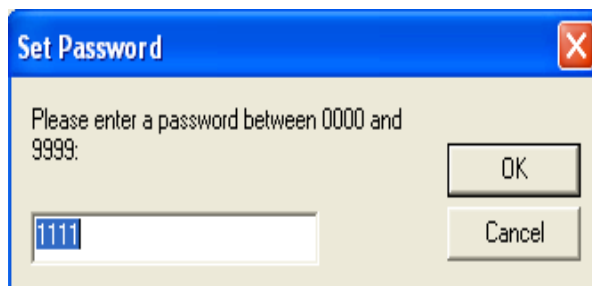 Set Password
Please enter a password between 0000 and
9999:
OK
1111
Cancel